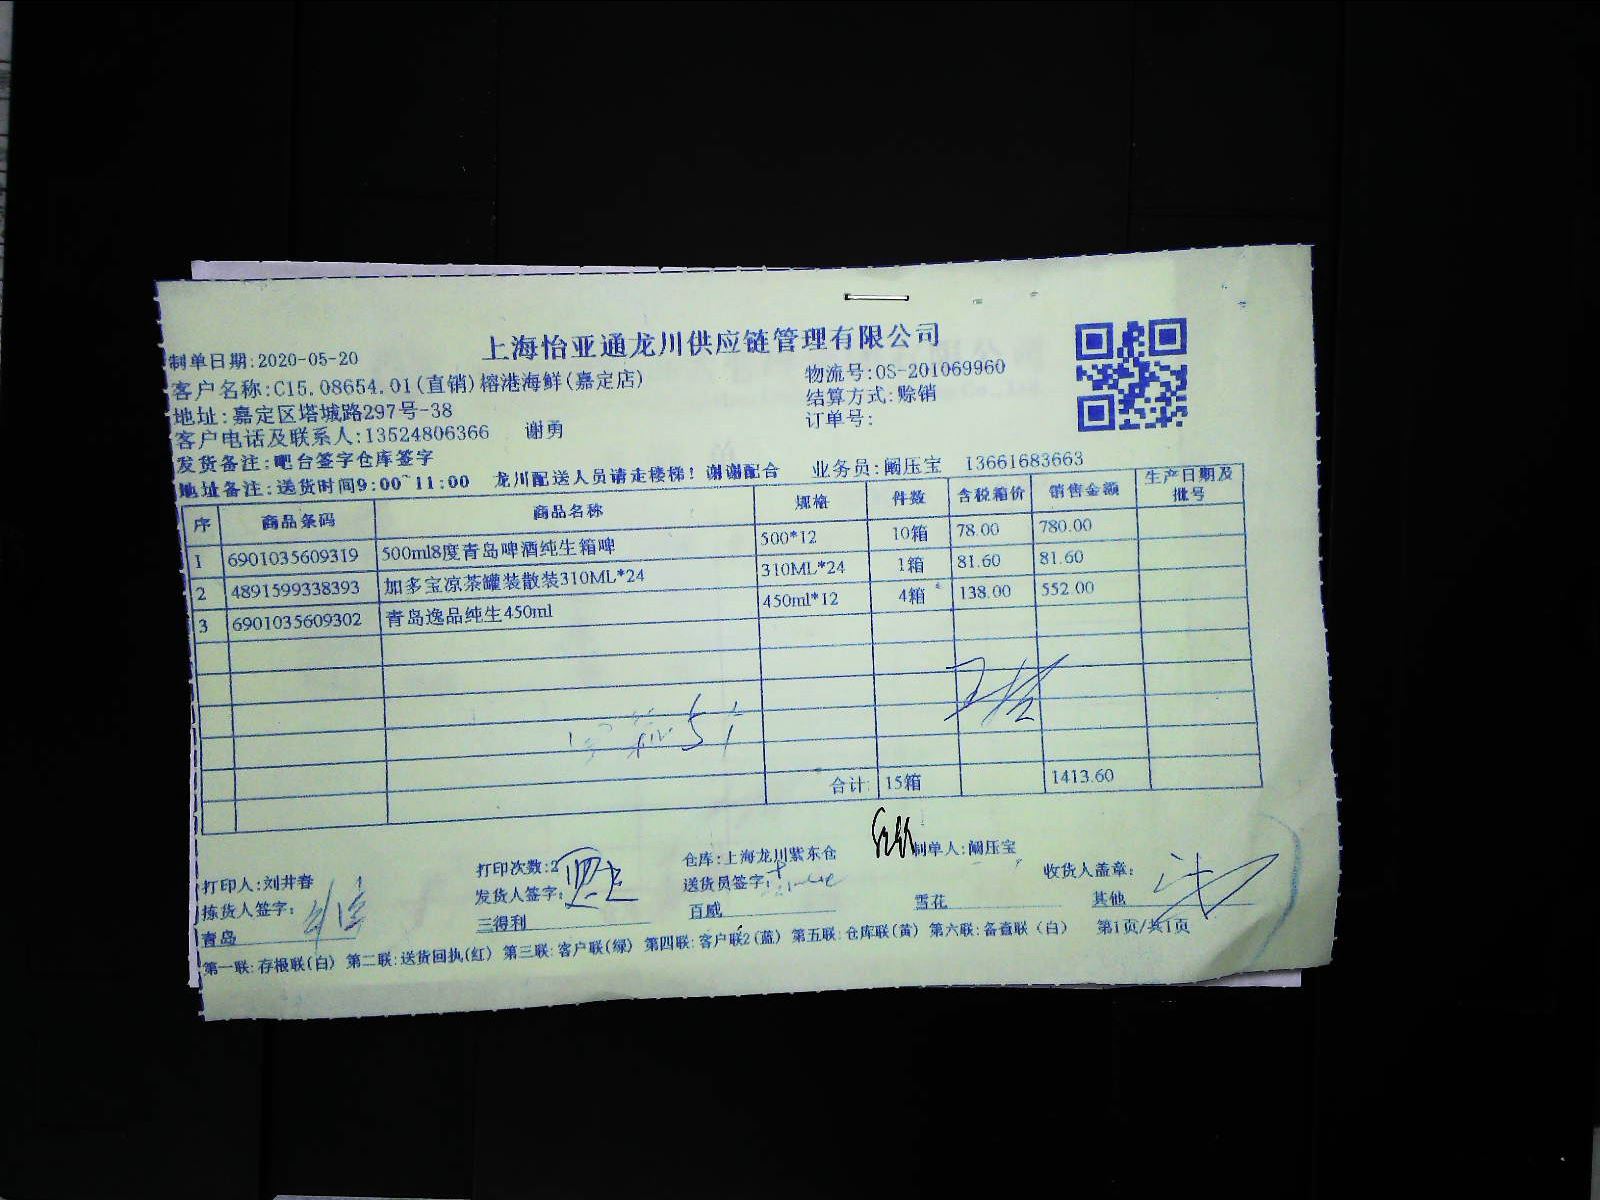 上海怡亚通龙川供应链管理有限公司
制单日期:2020-05-20
客户名称:C15.08654.01(直销)榕港海鲜(嘉定店) 物流号:OS-201069960
地址:嘉定区塔城路297号-38 结算方式:赊销
客户电话及联系人:13524806366 谢勇 订单号:
发货备注:吧台签字仓库签字
地址备注:送货时间9:00~11:00 龙川配送人员请走楼梯！谢谢配合 业务员:阚压宝 13661683663
序 商品条码 商品名称 规格 件数 含税箱价 销售金额 生产日期及批号
1 6901035609319 500ml8度青岛啤酒纯生箱啤 500*12 10箱 78.00 780.00
2 4891599338393 加多宝凉茶罐装散装310ML*24 310ML*24 1箱 81.60 81.60
3 6901035609302 青岛逸品纯生450ml 450ml*12 4箱 138.00 552.00
合计: 15箱 1413.60
打印人:刘井春 打印次数:2 仓库:上海龙川紫东仓 制单人:阚压宝 收货人盖章:
拣货人签字: 发货人签字: 送货员签字:
青岛 三得利 百威 雪花 其他
第一联:存根联(白) 第二联:送货回执(红) 第三联:客户联(绿) 第四联:客户联2(蓝) 第五联:仓库联(黄) 第六联:备查联(白) 第1页/共1页